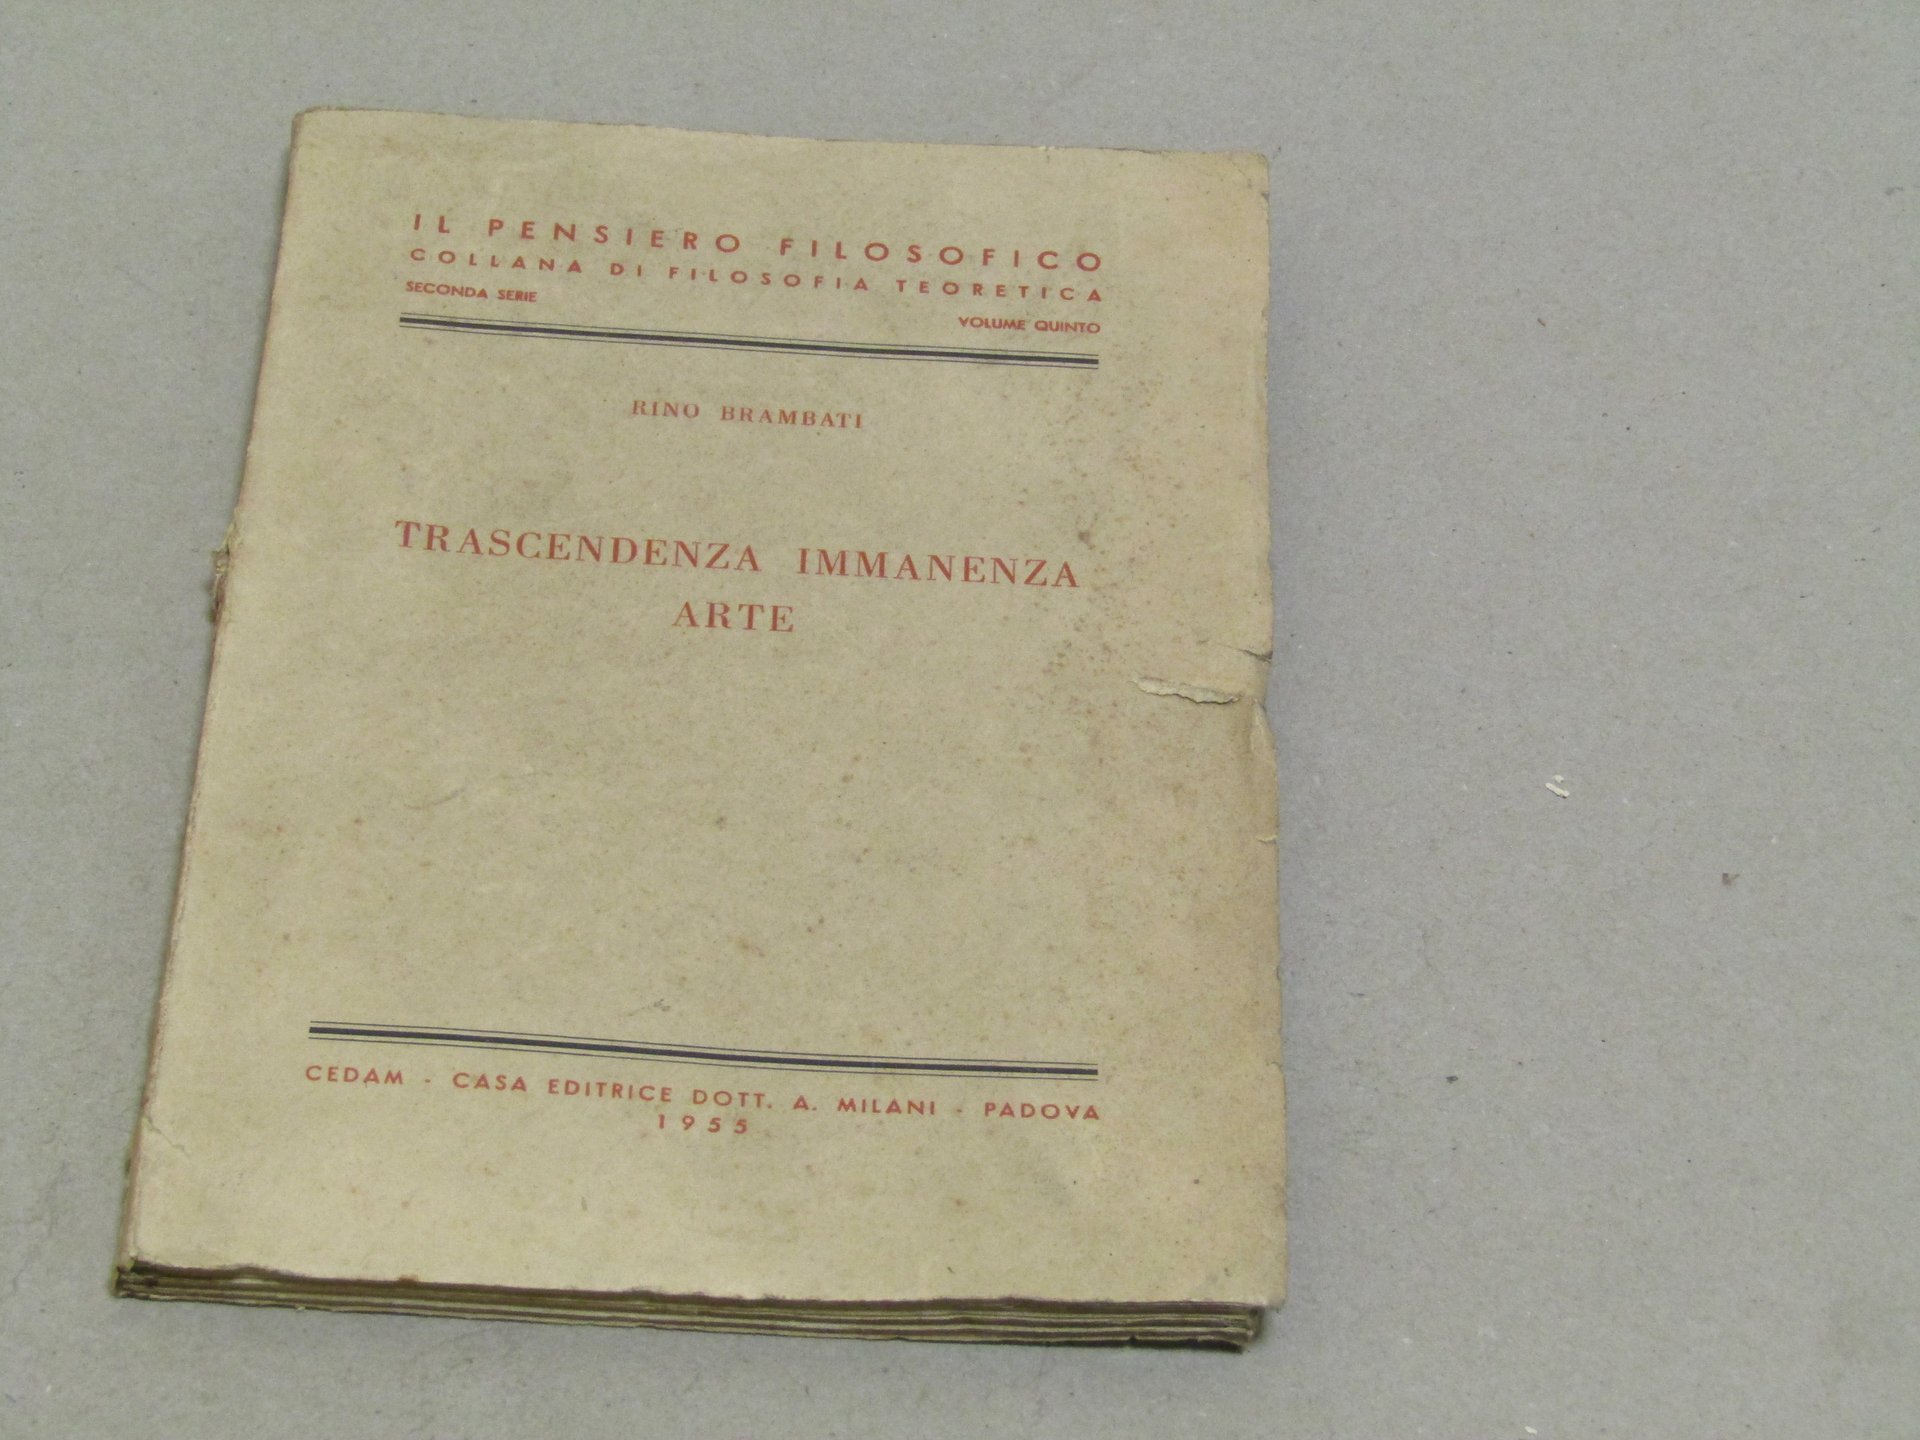 IL PENSIERO FILOSOFICO
COLLANA DI FILOSOFIA TEORETICA
SECONDA SERIE
VOLUME QUINTO
RINO BRAMBATI
TRASCENDENZA IMMANENZA
ARTE
CEDAM - CASA EDITRICE DOTT. A. MILANI - PADOVA
1955